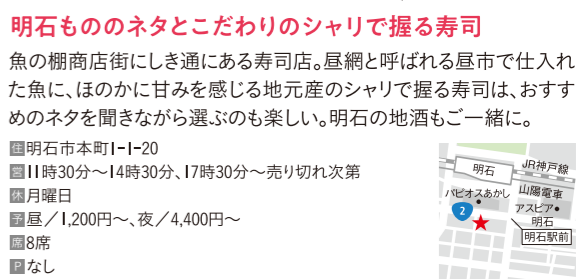 明石もののネタとこだわりのシャリで握る寿司
魚の棚商店街にしき通にある寿司店。昼網と呼ばれる昼市で仕入れ
た魚に、ほのかに甘みを感じる地元産のシャリで握る寿司は、おすす
めのネタを聞きながら選ぶのも楽しい。明石の地酒もご一緒に。
住明石市本町1-1-20
営11時30分〜14時30分、17時30分〜売り切れ次第
休月曜日
予昼／1,200円〜、夜／4,400円〜
席8席
Pなし
明石
JR神戸線
パピオスあかし
山陽電車
アスピア
明石
2
明石駅前